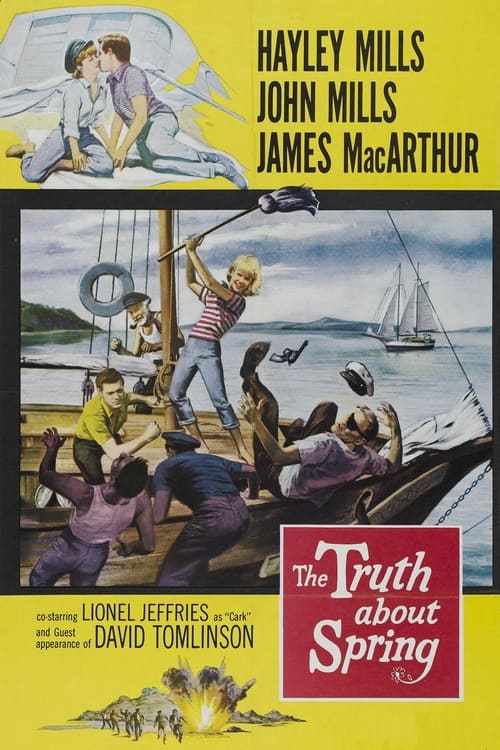 HAYLEY MILLS
JOHN MILLS
JAMES MacARTHUR
The Truth
about
Spring
co-starring LIONEL JEFFRIES as "Cark"
and Guest
appearance of DAVID TOMLINSON